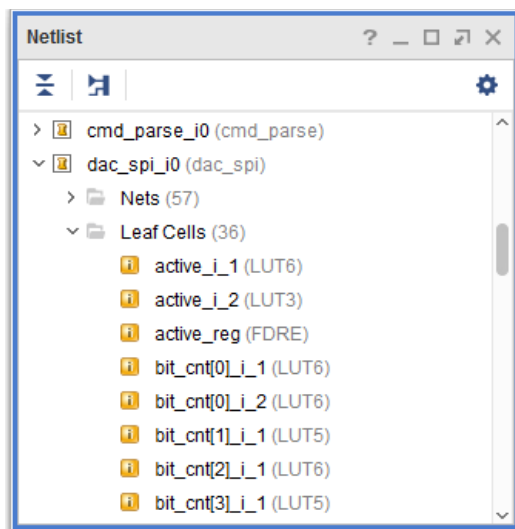 Netlist ? _ □ ×
cmd_parse_i0 (cmd_parse)
dac_spi_i0 (dac_spi)
Nets (57)
Leaf Cells (36)
active_i_1 (LUT6)
active_i_2 (LUT3)
active_reg (FDRE)
bit_cnt[0]_i_1 (LUT6)
bit_cnt[0]_i_2 (LUT6)
bit_cnt[1]_i_1 (LUT5)
bit_cnt[2]_i_1 (LUT6)
bit_cnt[3]_i_1 (LUT5)